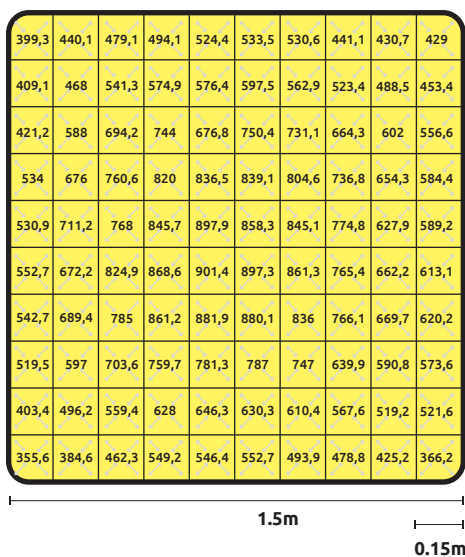 399,3 440,1 479,1 494,1 524,4 533,5 530,6 441,1 430,7 429
409,1 468 541,3 574,9 576,4 597,5 562,9 523,4 488,5 453,4
421,2 588 694,2 744 676,8 750,4 731,1 664,3 602 556,6
534 676 760,6 820 836,5 839,1 804,6 736,8 654,3 584,4
530,9 711,2 768 845,7 897,9 858,3 845,1 774,8 627,9 589,2
552,7 672,2 824,9 868,6 901,4 897,3 861,3 765,4 662,2 613,1
542,7 689,4 785 861,2 881,9 880,1 836 766,1 669,7 620,2
519,5 597 703,6 759,7 781,3 787 747 639,9 590,8 573,6
403,4 496,2 559,4 628 646,3 630,3 610,4 567,6 519,2 521,6
355,6 384,6 462,3 549,2 546,4 552,7 493,9 478,8 425,2 366,2
1.5m
0.15m